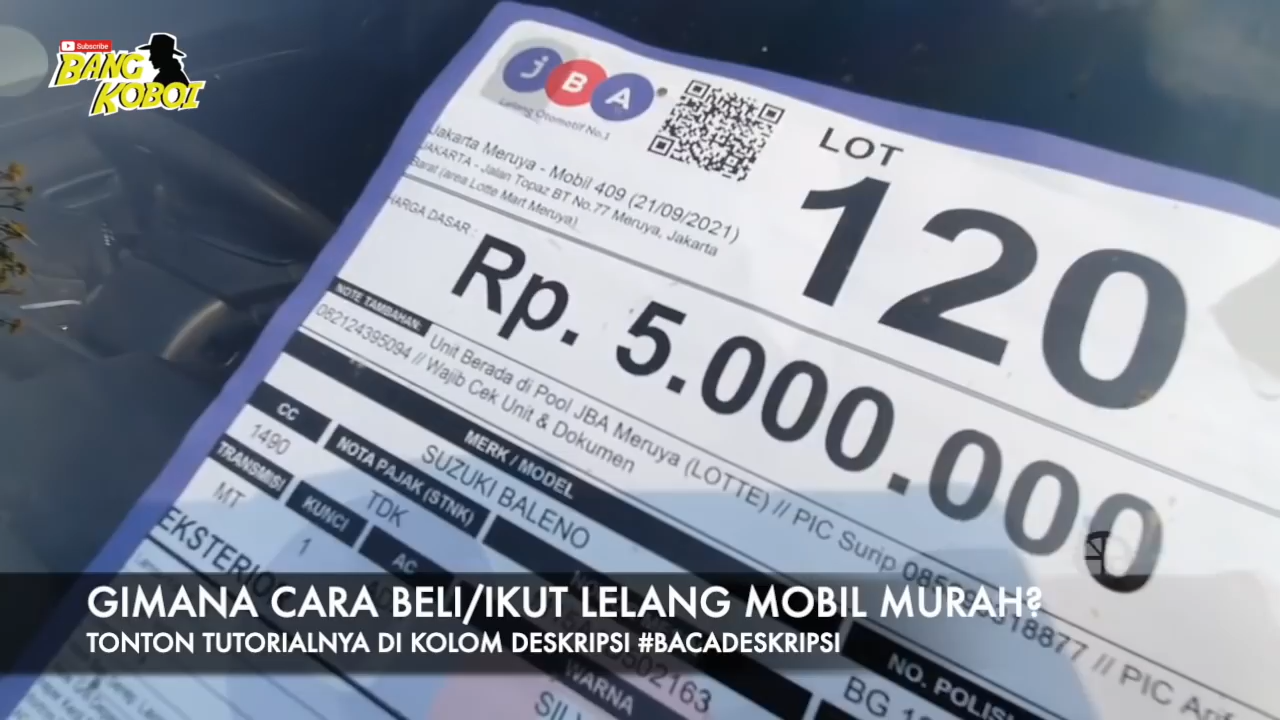 Subscribe
BANG
KOBOI
JBA
Lelang Otomotif No.1
LOT
120
Jakarta Meruya - Mobil 409 (21/09/2021)
JAKARTA - Jalan Topaz BT No.77 Meruya, Jakarta
Barat (area Lotte Mart Meruya)
HARGA DASAR :
Rp. 5.000.000
NOTE TAMBAHAN: Unit Berada di Pool JBA Meruya (LOTTE) // PIC Surip // PIC
082124395094 // Wajib Cek Unit & Dokumen
MERK / MODEL
SUZUKI BALENO
CC
1490
NOTA PAJAK (STNK)
TDK
TRANSMISI
MT
KUNCI
1
AC
NO. POLISI
BG
WARNA
EKSTERIOR
GIMANA CARA BELI/IKUT LELANG MOBIL MURAH?
TONTON TUTORIALNYA DI KOLOM DESKRIPSI #BACADESKRIPSI